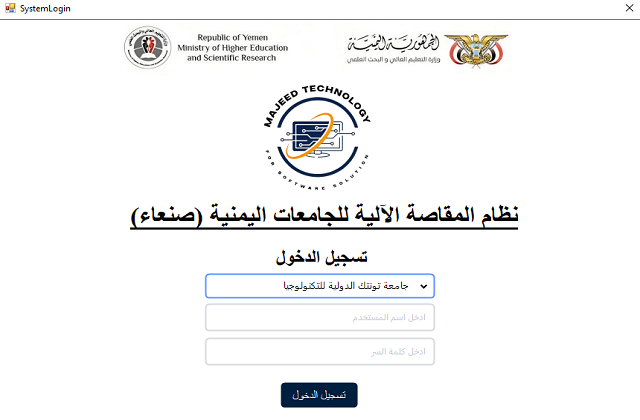 SystemLogin
Republic of Yemen
Ministry of Higher Education
and Scientific Research
الجمهورية اليمنية
وزارة التعليم العالي و البحث العلمي
MAJEED TECHNOLOGY
FOR SOFTWARE SOLUTION
نظام المقاصة الآلية للجامعات اليمنية (صنعاء)
تسجيل الدخول
جامعة تونتك الدولية للتكنولوجيا
ادخل اسم المستخدم
ادخل كلمة السر
تسجيل الدخول